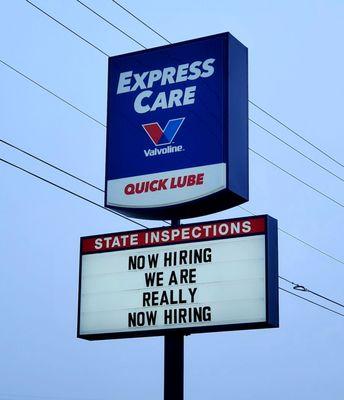 EXPRESS
CARE
Valvoline
QUICK LUBE
STATE INSPECTIONS
NOW HIRING
WE ARE
REALLY
NOW HIRING